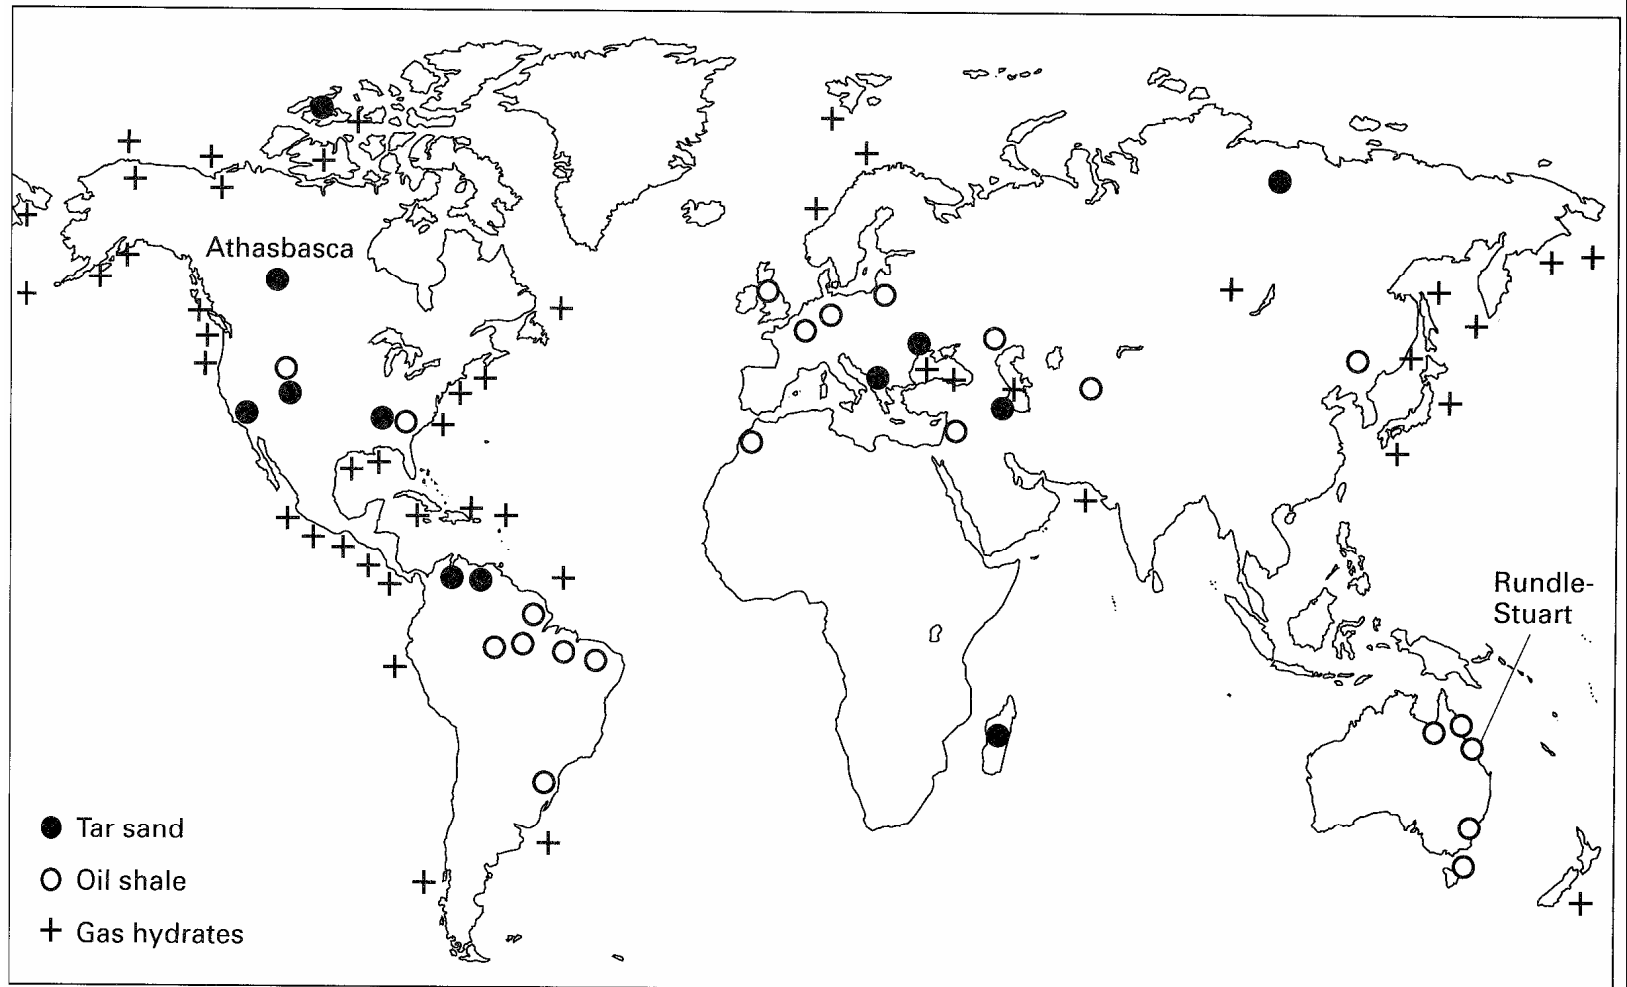 Athasbasca
Rundle-
Stuart
Tar sand
Oil shale
Gas hydrates